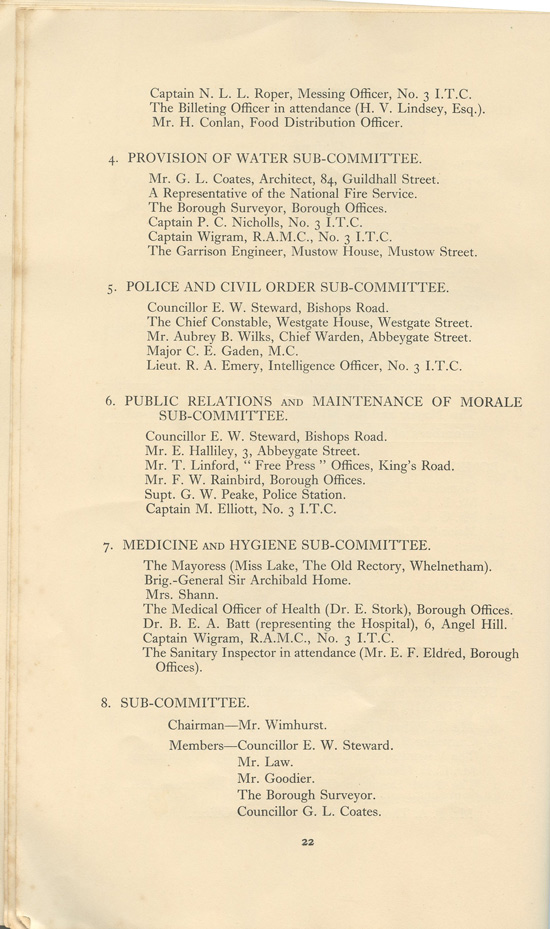 Captain N. L. L. Roper, Messing Officer, No. 3 I.T.C.
The Billeting Officer in attendance (H. V. Lindsey, Esq.).
Mr. H. Conlan, Food Distribution Officer.
4. PROVISION OF WATER SUB-COMMITTEE.
Mr. G. L. Coates, Architect, 84, Guildhall Street.
A Representative of the National Fire Service.
The Borough Surveyor, Borough Offices.
Captain P. C. Nicholls, No. 3 I.T.C.
Captain Wigram, R.A.M.C., No. 3 I.T.C.
The Garrison Engineer, Mustow House, Mustow Street.
5. POLICE AND CIVIL ORDER SUB-COMMITTEE.
Councillor E. W. Steward, Bishops Road.
The Chief Constable, Westgate House, Westgate Street.
Mr. Aubrey B. Wilks, Chief Warden, Abbeygate Street.
Major C. E. Gaden, M.C.
Lieut. R. A. Emery, Intelligence Officer, No. 3 I.T.C.
6. PUBLIC RELATIONS AND MAINTENANCE OF MORALE
SUB-COMMITTEE.
Councillor E. W. Steward, Bishops Road.
Mr. E. Halliley, 3, Abbeygate Street.
Mr. T. Linford, “ Free Press ” Offices, King's Road.
Mr. F. W. Rainbird, Borough Offices.
Supt. G. W. Peake, Police Station.
Captain M. Elliott, No. 3 I.T.C.
7. MEDICINE AND HYGIENE SUB-COMMITTEE.
The Mayoress (Miss Lake, The Old Rectory, Whelnetham).
Brig.-General Sir Archibald Home.
Mrs. Shann.
The Medical Officer of Health (Dr. E. Stork), Borough Offices.
Dr. B. E. A. Batt (representing the Hospital), 6, Angel Hill.
Captain Wigram, R.A.M.C., No. 3 I.T.C.
The Sanitary Inspector in attendance (Mr. E. F. Eldred, Borough
Offices).
8. SUB-COMMITTEE.
Chairman—Mr. Wimhurst.
Members—Councillor E. W. Steward.
Mr. Law.
Mr. Goodier.
The Borough Surveyor.
Councillor G. L. Coates.
22